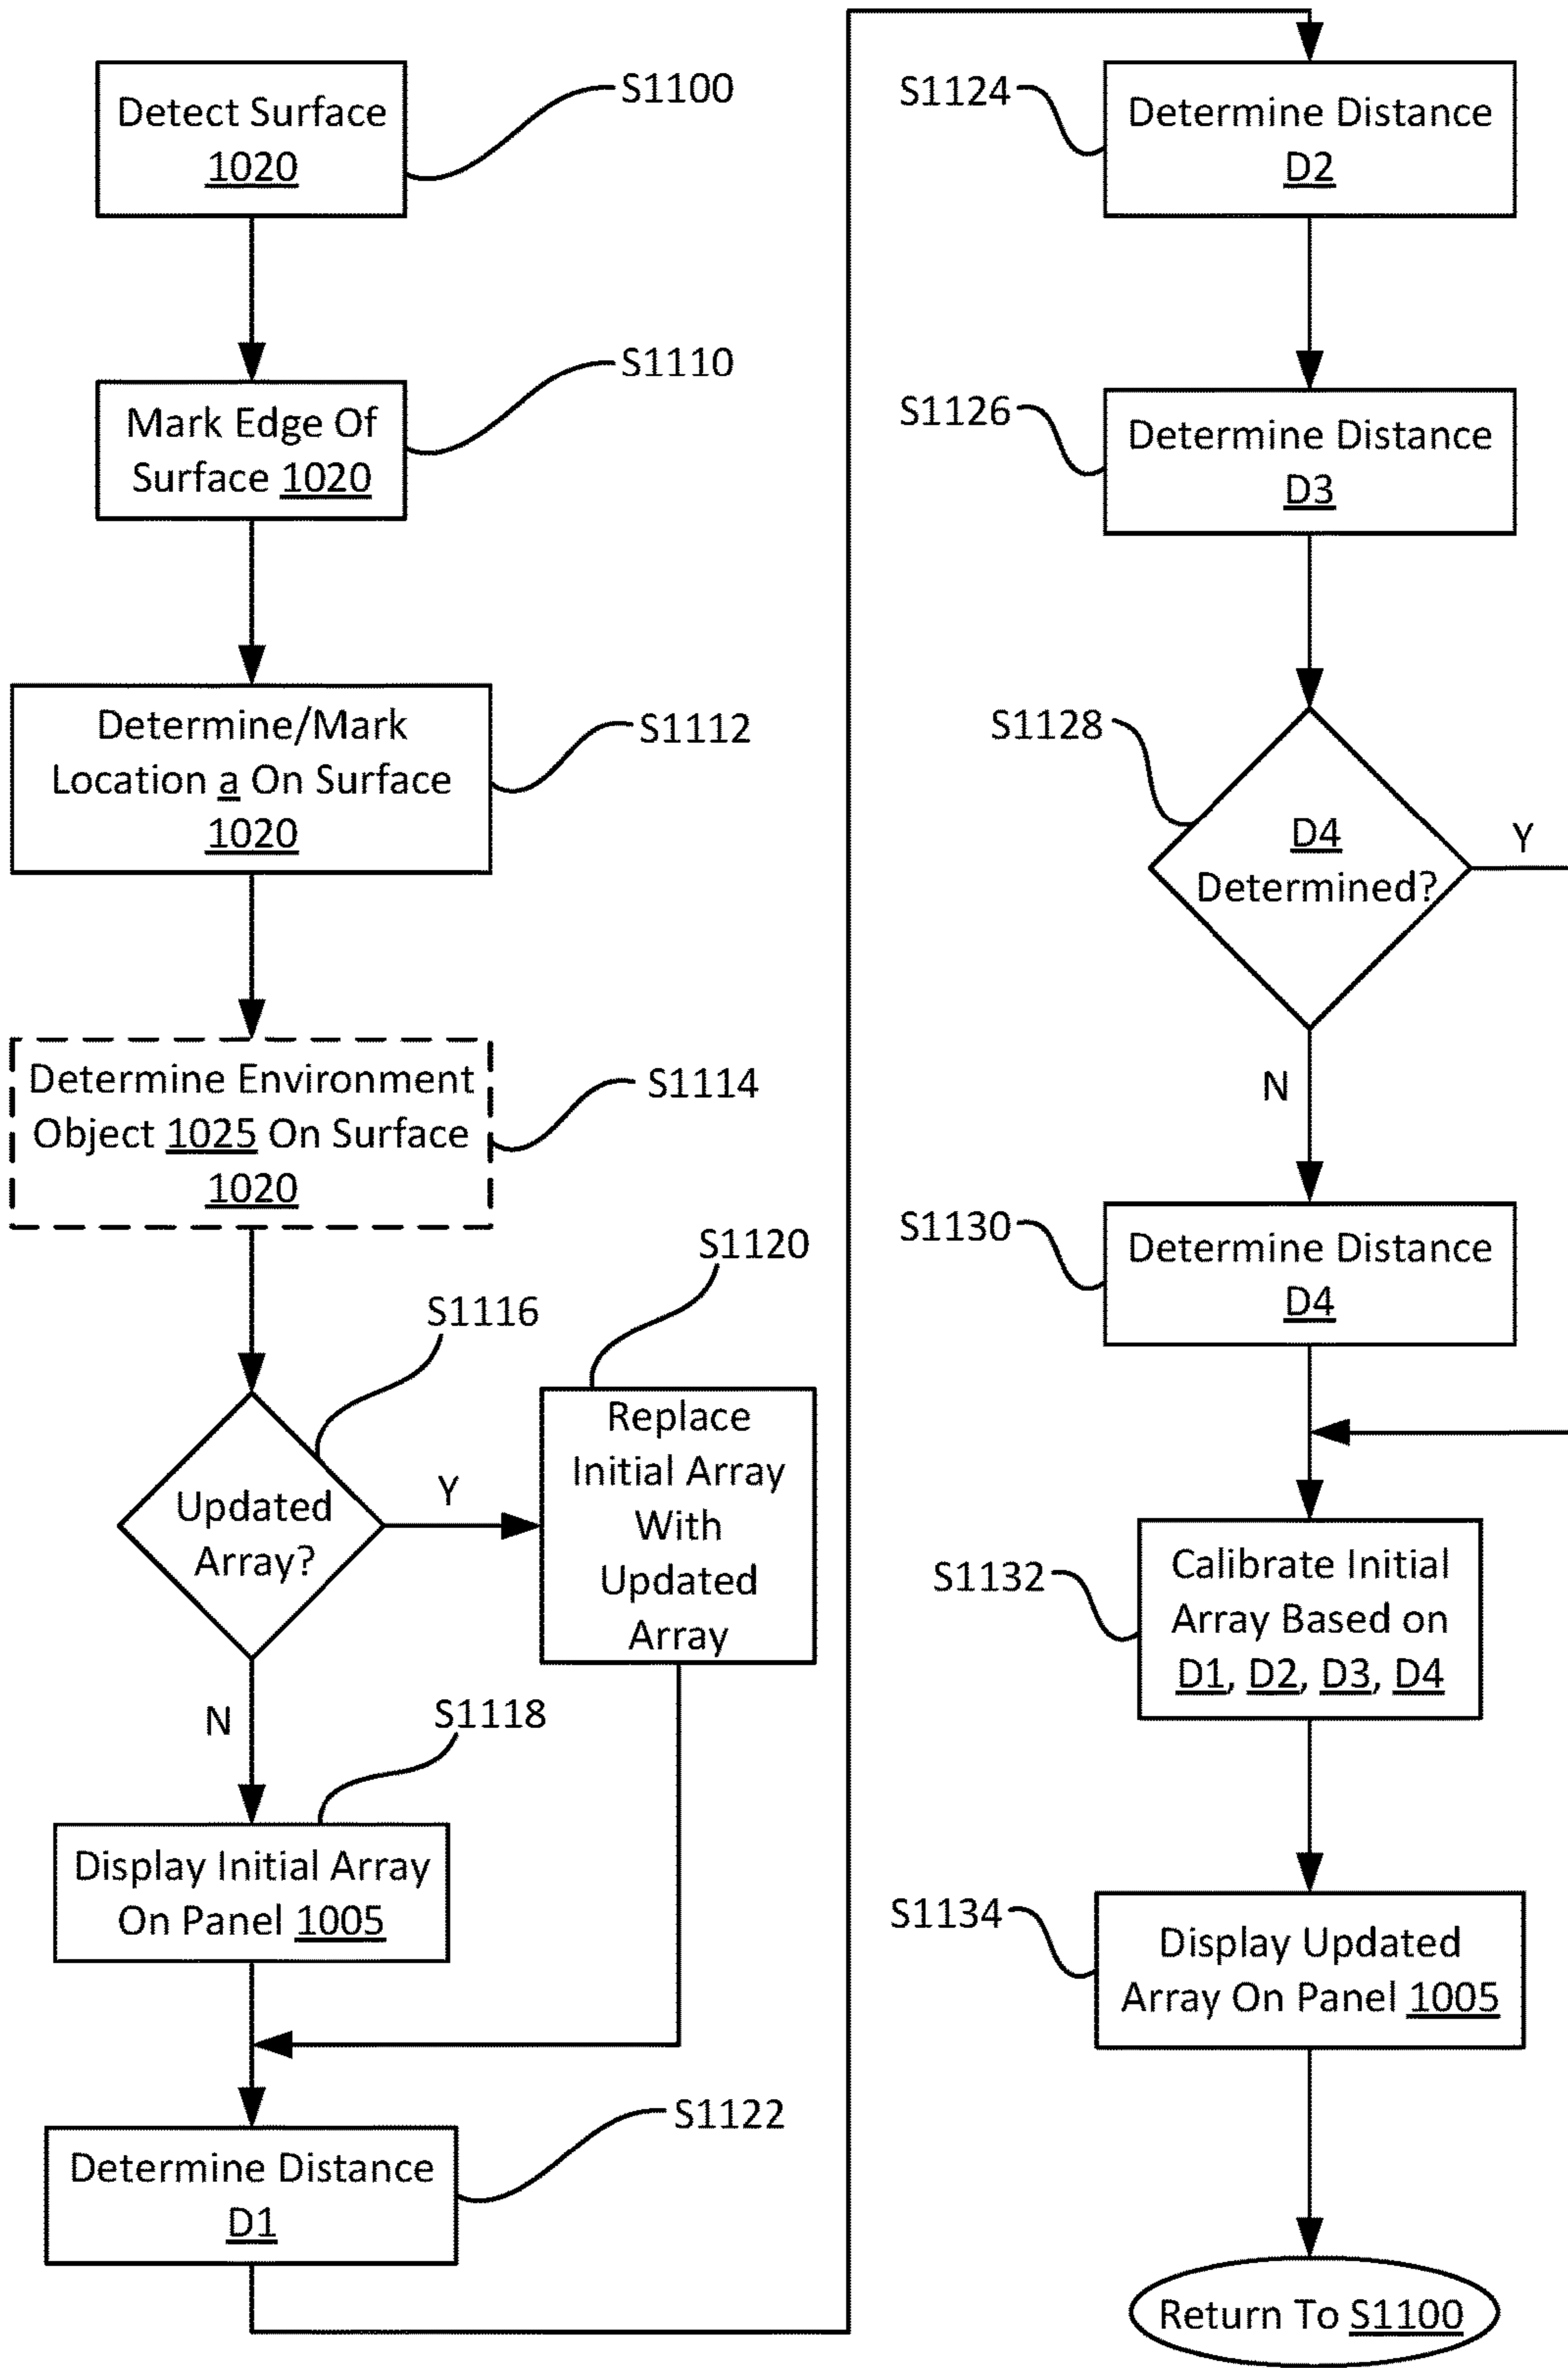 Detect Surface
1020
S1100
Mark Edge Of
Surface 1020
S1110
Determine/Mark
Location a On Surface
1020
S1112
Determine Environment
Object 1025 On Surface
1020
S1114
Updated
Array?
S1116
Y
N
Replace
Initial Array
With
Updated
Array
S1120
Display Initial Array
On Panel 1005
S1118
Determine Distance
D1
S1122
S1124
Determine Distance
D2
S1126
Determine Distance
D3
S1128
D4
Determined?
Y
N
S1130
Determine Distance
D4
S1132
Calibrate Initial
Array Based on
D1, D2, D3, D4
S1134
Display Updated
Array On Panel 1005
Return To S1100